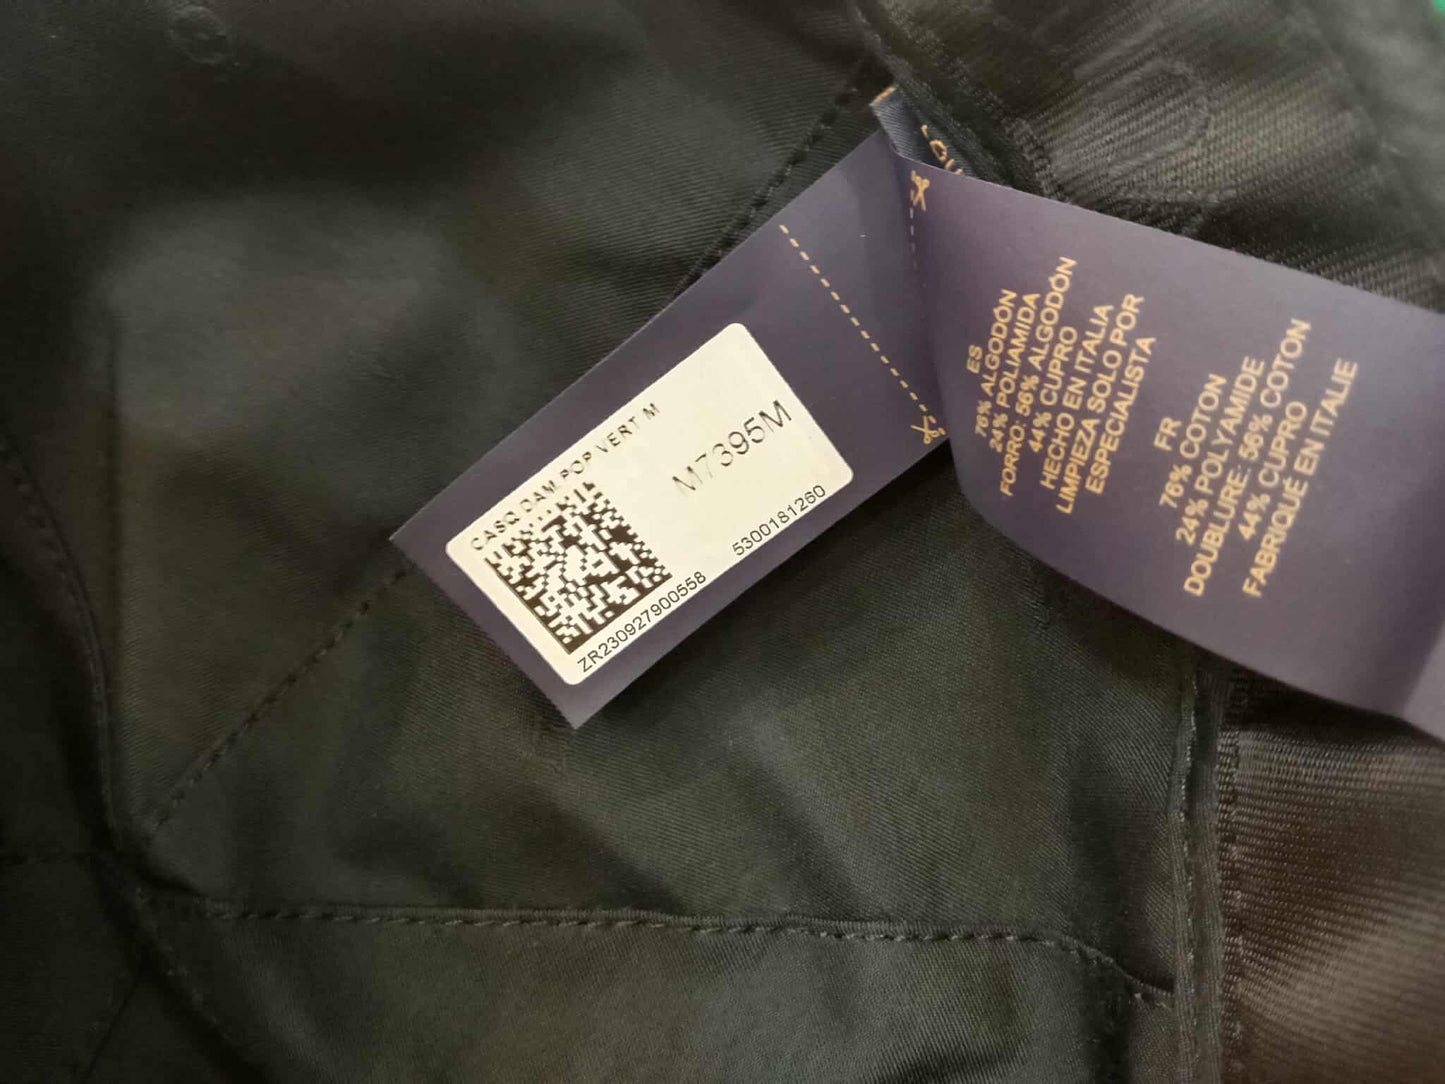 CASQ.DAM.POP VERT M
M7395M
5300181260
ZR230927900558
ES
76% ALGODÓN
24% POLIAMIDA
FORRO: 56% ALGODÓN
44% CUPRO
HECHO EN ITALIA
LIMPIEZA SOLO POR
ESPECIALISTA
FR
76% COTON
24% POLYAMIDE
DOUBLURE: 56% COTON
44% CUPRO
FABRIQUÉ EN ITALIE